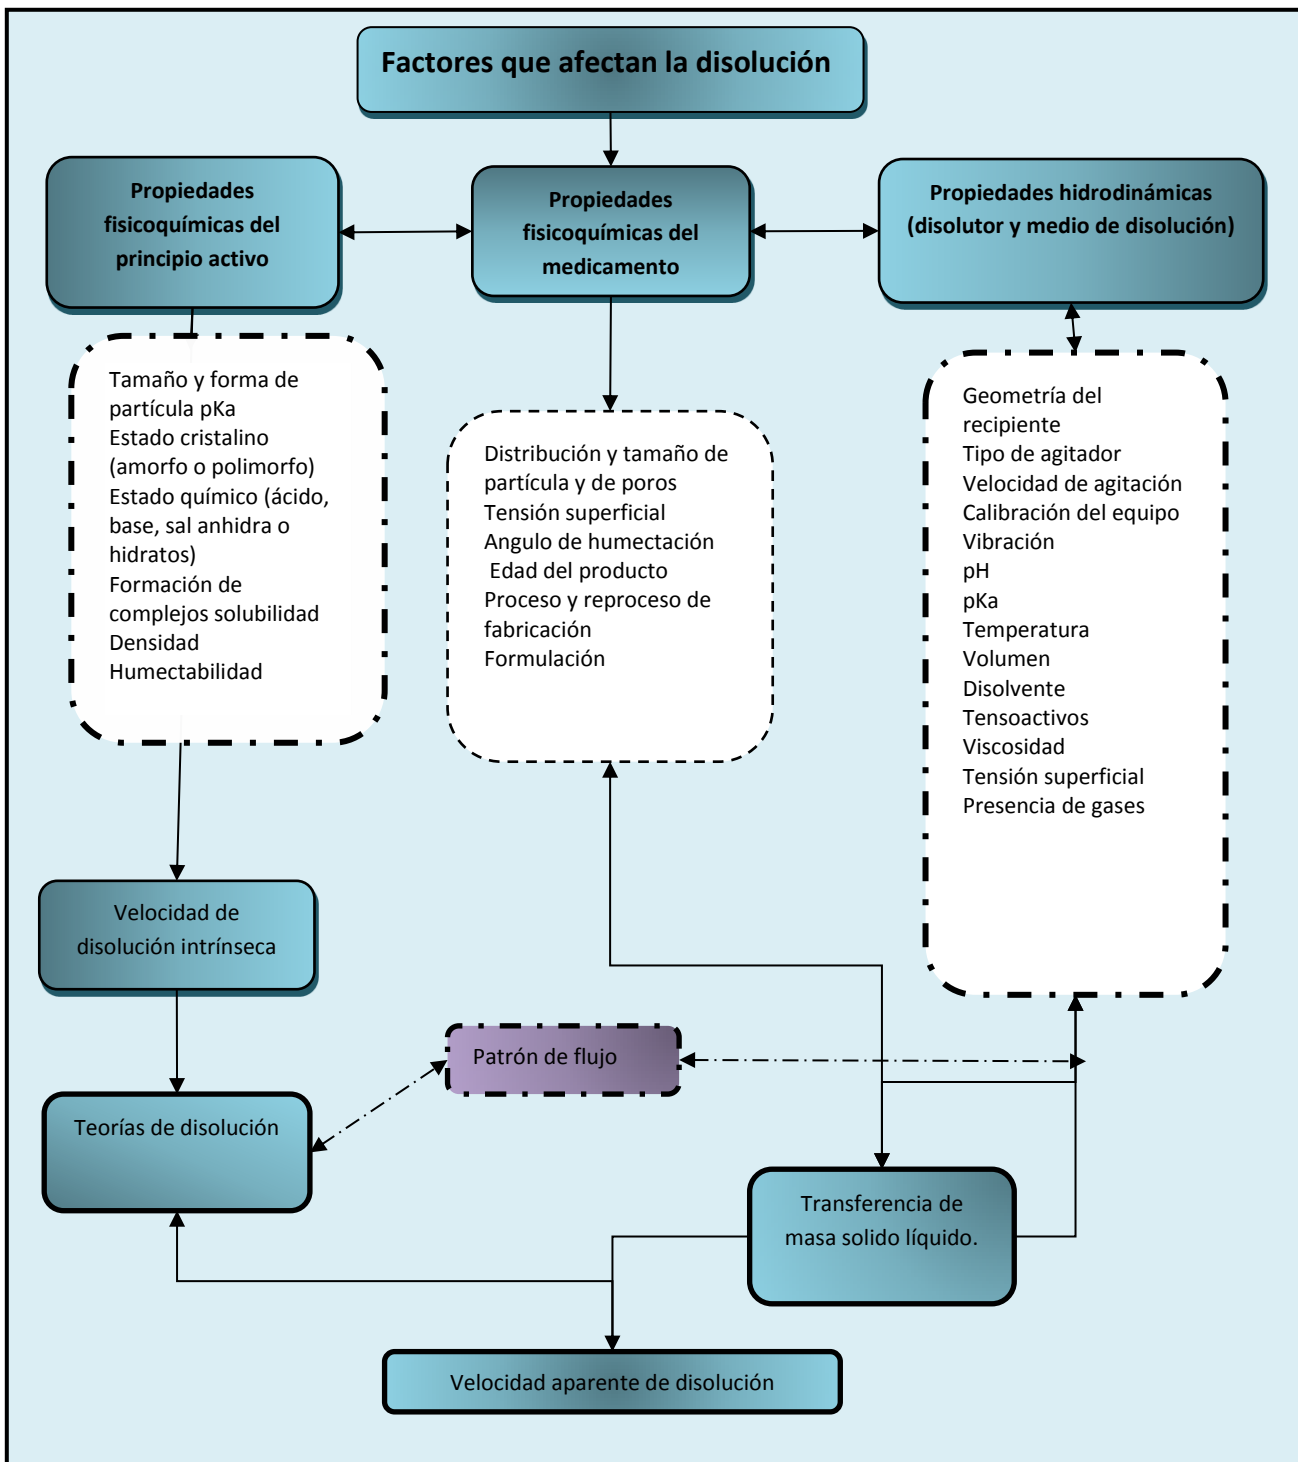 Factores que afectan la disolución
Propiedades
fisicoquímicas del
principio activo
Propiedades
fisicoquímicas del
medicamento
Propiedades hidrodinámicas
(disolutor y medio de disolución)
Tamaño y forma de
partícula pKa
Estado cristalino
(amorfo o polimorfo)
Estado químico (ácido,
base, sal anhidra o
hidratos)
Formación de
complejos solubilidad
Densidad
Humectabilidad
Distribución y tamaño de
partícula y de poros
Tensión superficial
Angulo de humectación
Edad del producto
Proceso y reproceso de
fabricación
Formulación
Geometría del
recipiente
Tipo de agitador
Velocidad de agitación
Calibración del equipo
Vibración
pH
pKa
Temperatura
Volumen
Disolvente
Tensoactivos
Viscosidad
Tensión superficial
Presencia de gases
Velocidad de
disolución intrínseca
Patrón de flujo
Teorías de disolución
Transferencia de
masa solido líquido.
Velocidad aparente de disolución